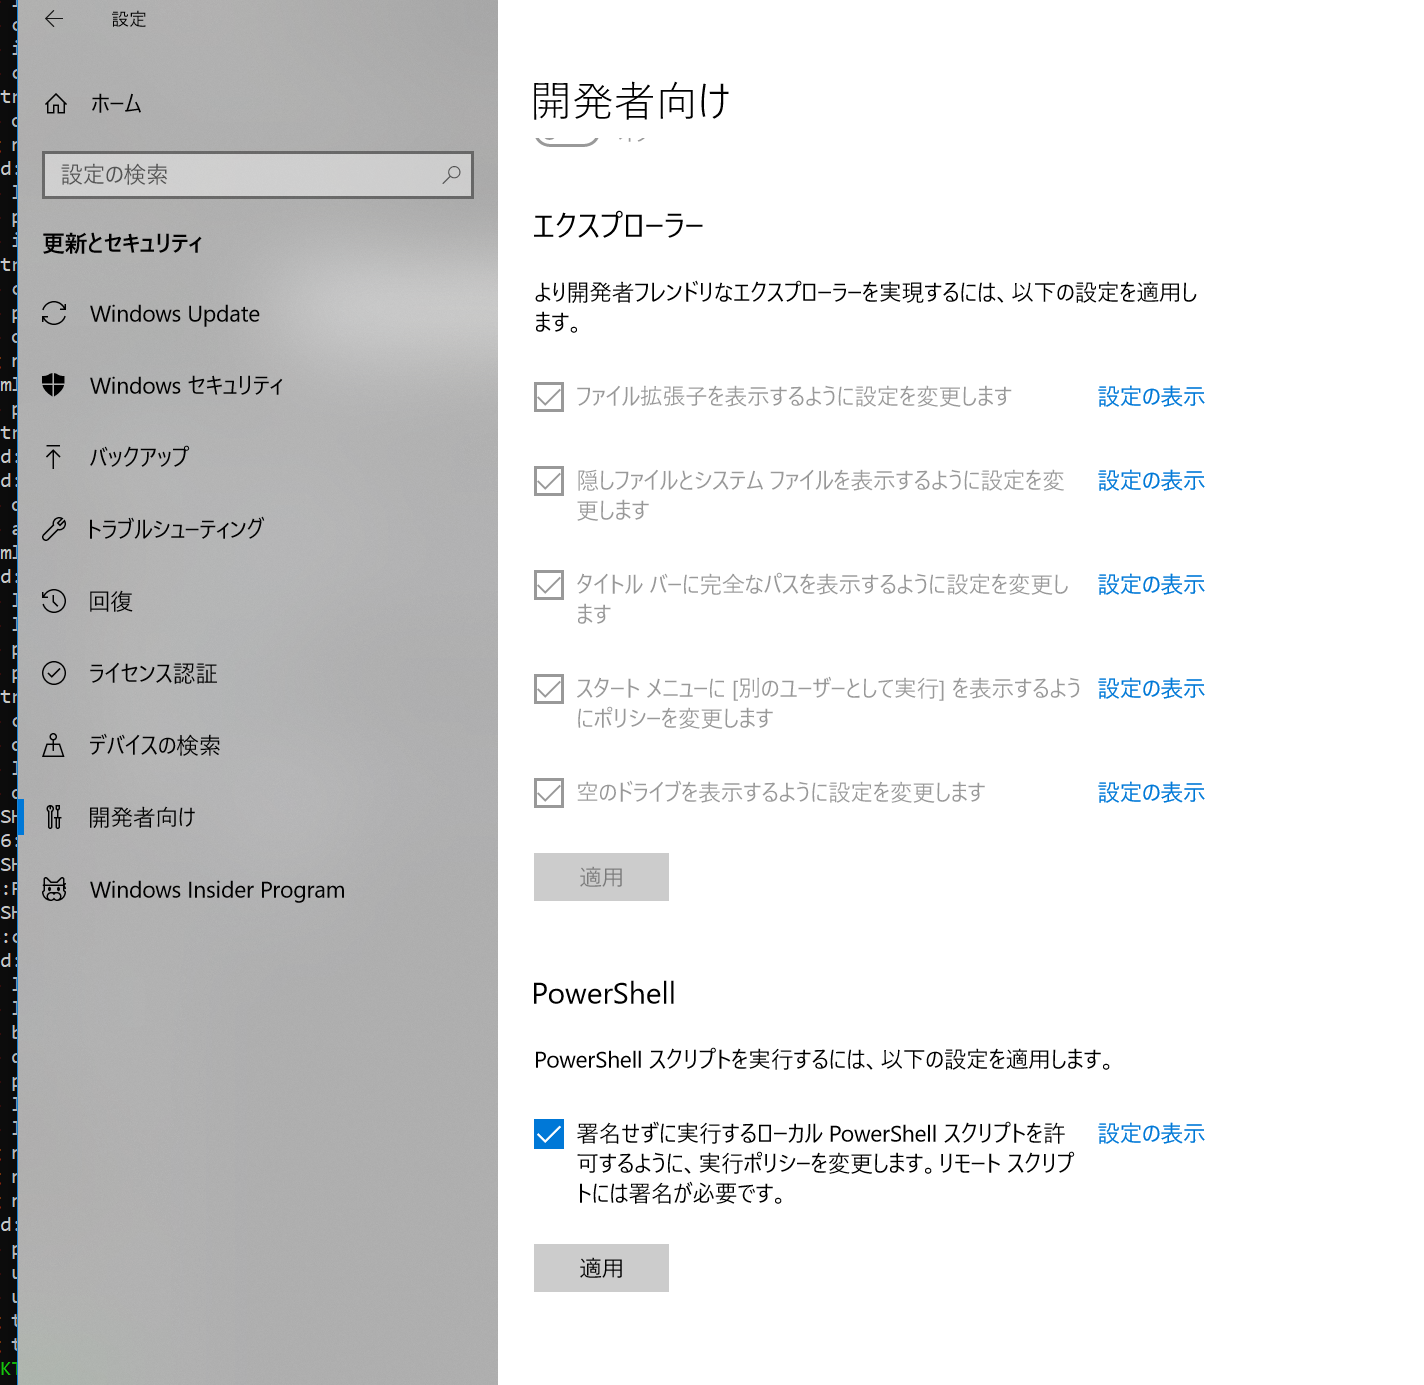 設定
ホーム
設定の検索
更新とセキュリティ
Windows Update
Windows セキュリティ
バックアップ
トラブルシューティング
回復
ライセンス認証
デバイスの検索
開発者向け
Windows Insider Program
開発者向け
エクスプローラー
より開発者フレンドリなエクスプローラーを実現するには、以下の設定を適用し
ます。
ファイル拡張子を表示するように設定を変更します 設定の表示
隠しファイルとシステム ファイルを表示するように設定を変 設定の表示
更します
タイトル バーに完全なパスを表示するように設定を変更し 設定の表示
ます
スタート メニューに [別のユーザーとして実行] を表示するよう 設定の表示
にポリシーを変更します
空のドライブを表示するように設定を変更します 設定の表示
適用
PowerShell
PowerShell スクリプトを実行するには、以下の設定を適用します。
署名せずに実行するローカル PowerShell スクリプトを許 設定の表示
可するように、実行ポリシーを変更します。リモート スクリプ
トには署名が必要です。
適用